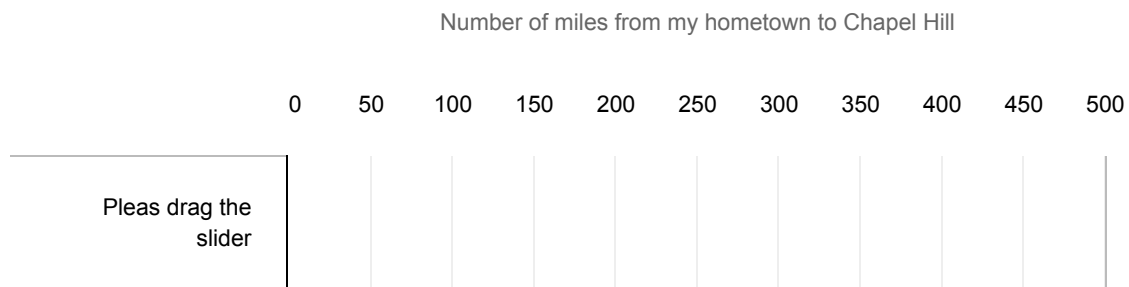 Number of miles from my hometown to Chapel Hill
0 50 100 150 200 250 300 350 400 450 500
Pleas drag the
slider